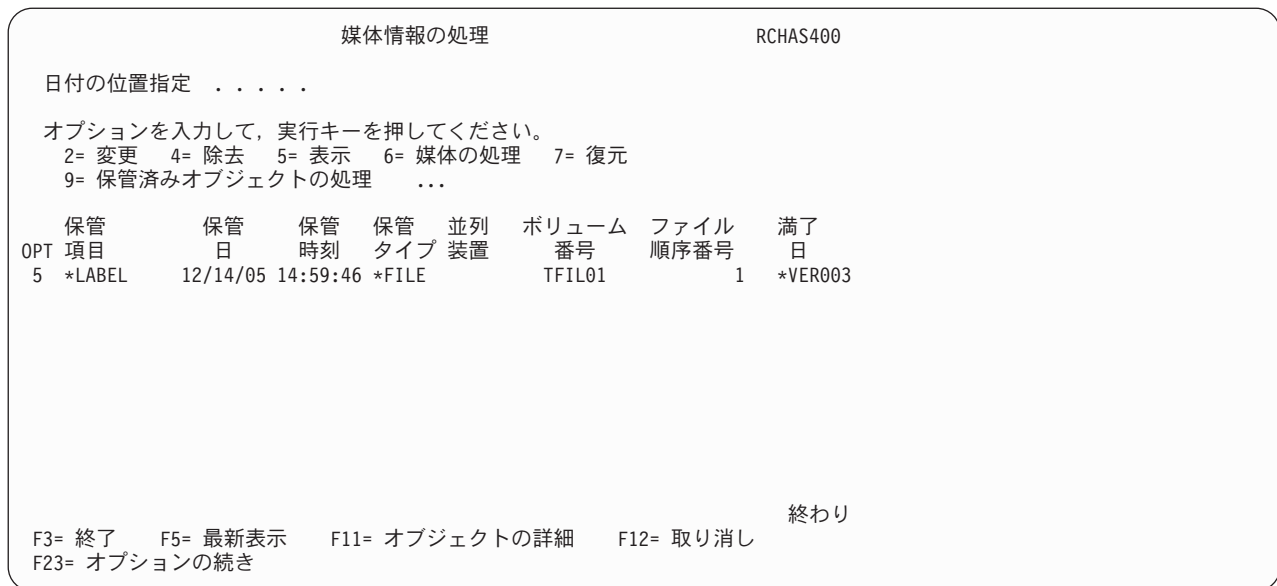 媒体情報の処理 RCHAS400
日付の位置指定 . . . . .
オプションを入力して，実行キーを押してください。
2= 変更 4= 除去 5= 表示 6= 媒体の処理 7= 復元
9= 保管済みオブジェクトの処理 ...
保管 保管 保管 保管 並列 ボリューム ファイル 満了
OPT 項目 日 時刻 タイプ 装置 番号 順序番号 日
5 *LABEL 12/14/05 14:59:46 *FILE TFIL01 1 *VER003
終わり
F3= 終了 F5= 最新表示 F11= オブジェクトの詳細 F12= 取り消し
F23= オプションの続き